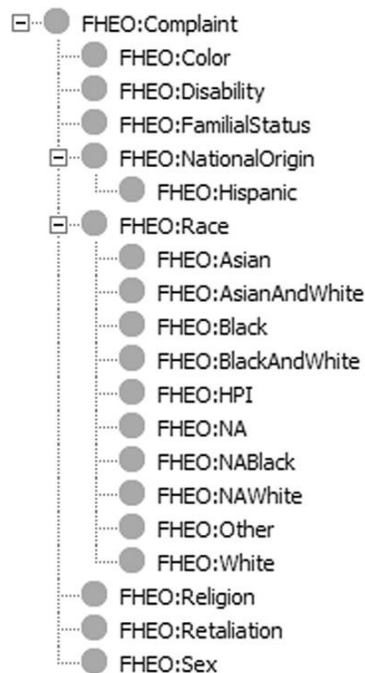 FHEO:Complaint
FHEO:Color
FHEO:Disability
FHEO:FamilialStatus
FHEO:NationalOrigin
FHEO:Hispanic
FHEO:Race
FHEO:Asian
FHEO:AsianAndWhite
FHEO:Black
FHEO:BlackAndWhite
FHEO:HPI
FHEO:NA
FHEO:NABlack
FHEO:NAWhite
FHEO:Other
FHEO:White
FHEO:Religion
FHEO:Retaliation
FHEO:Sex